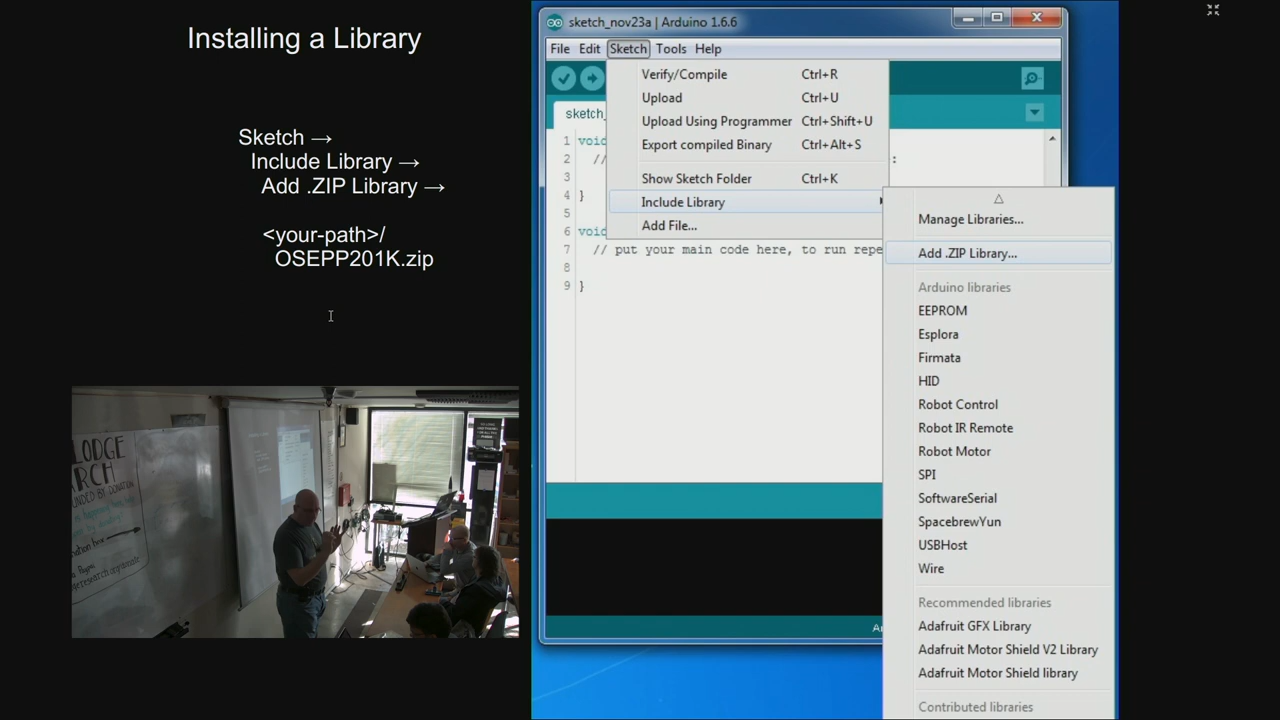 Installing a Library
Sketch →
Include Library →
Add .ZIP Library →
<your-path>/
OSEPP201K.zip
sketch_nov23a | Arduino 1.6.6
File Edit Sketch Tools Help
Verify/Compile Ctrl+R
Upload Ctrl+U
Upload Using Programmer Ctrl+Shift+U
Export compiled Binary Ctrl+Alt+S
Show Sketch Folder Ctrl+K
Include Library
Add File...
sketch_
1 void
2 // :
3
4 }
5
6 void
7 // put your main code here, to run repe
8
9 }
Manage Libraries...
Add .ZIP Library...
Arduino libraries
EEPROM
Esplora
Firmata
HID
Robot Control
Robot IR Remote
Robot Motor
SPI
SoftwareSerial
SpacebrewYun
USBHost
Wire
Recommended libraries
Adafruit GFX Library
Adafruit Motor Shield V2 Library
Adafruit Motor Shield library
Contributed libraries
LODGE
ARCH